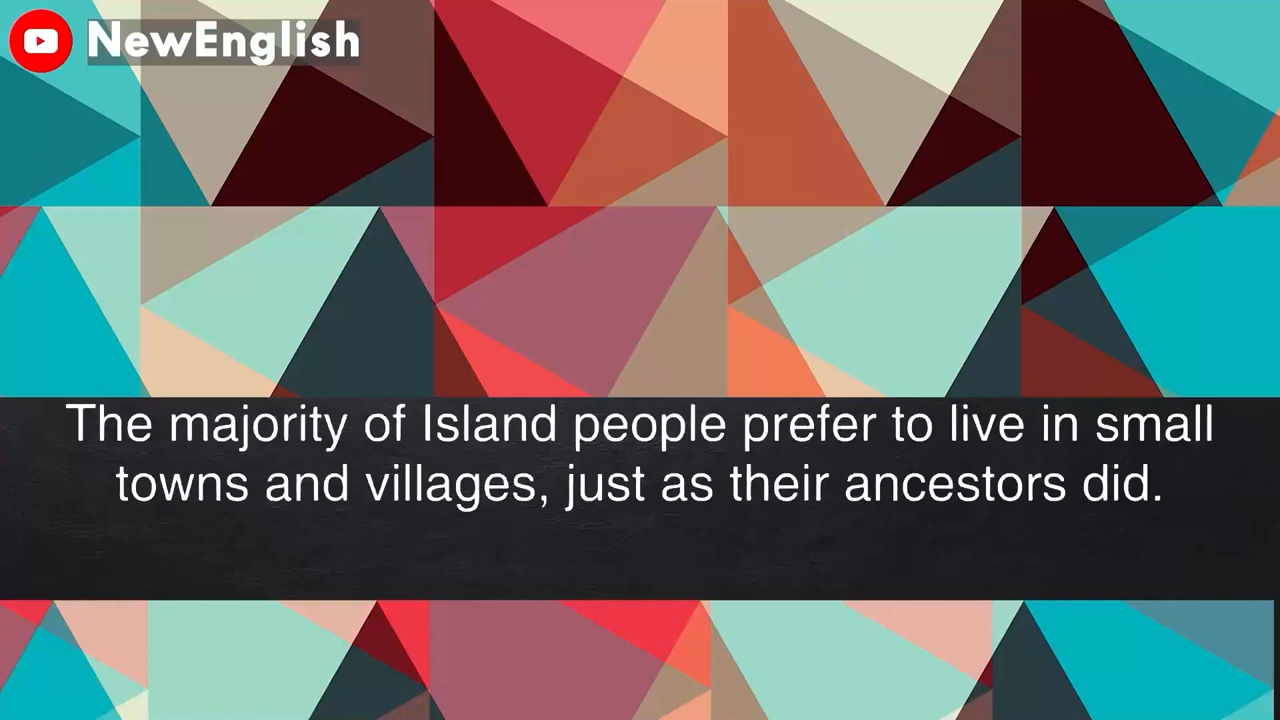 NewEnglish
The majority of Island people prefer to live in small
towns and villages, just as their ancestors did.